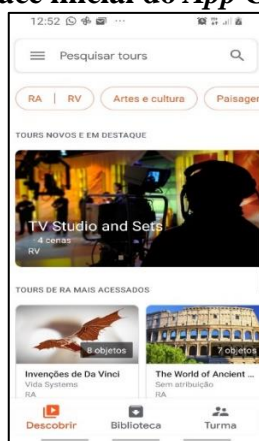 ace inicial do App G
12:52
Pesquisar tours
RA | RV
Artes e cultura
Paisagen
TOURS NOVOS E EM DESTAQUE
TV Studio and Sets
4 cenas
RV
TOURS DE RA MAIS ACESSADOS
8 objetos
7 objetos
Invenções de Da Vinci
The World of Ancient ...
Vida Systems
Sem atribuição
RA
RA
Descobrir
Biblioteca
Turma